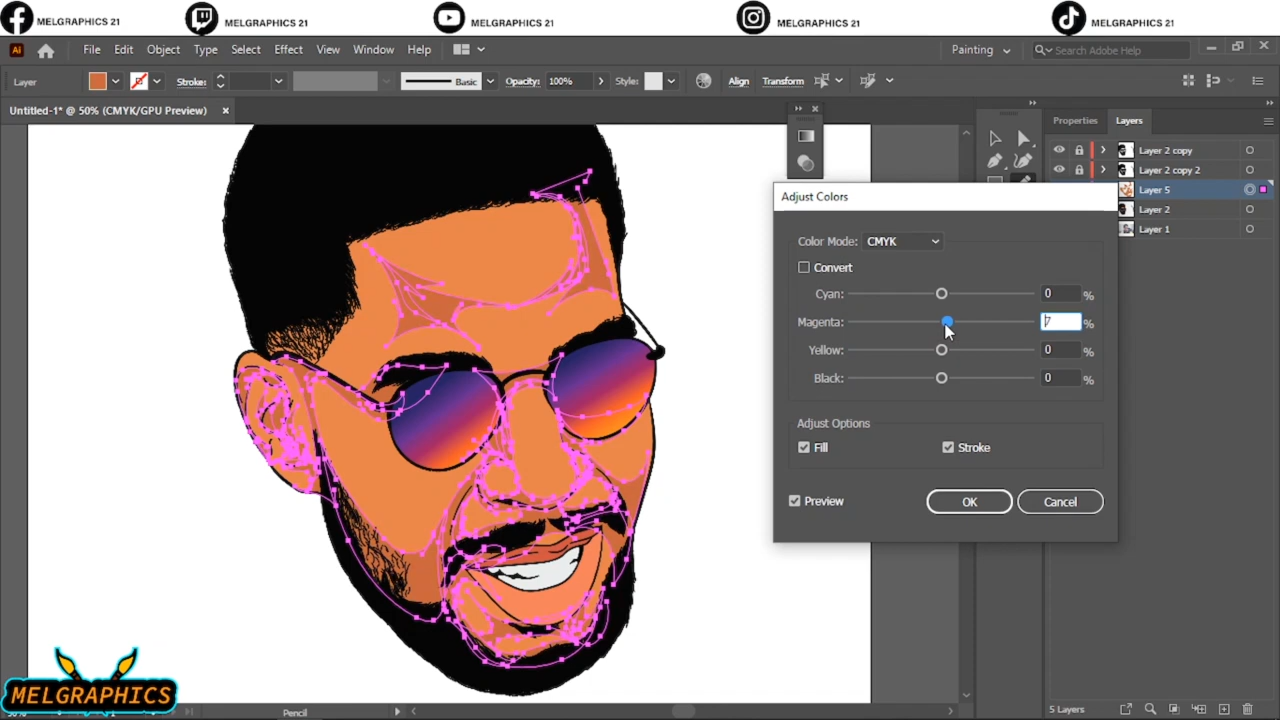 MELGRAPHICS 21 MELGRAPHICS 21 MELGRAPHICS 21 MELGRAPHICS 21 MELGRAPHICS 21
Ai File Edit Object Type Select Effect View Window Help Painting Search Adobe Help
Layer Stroke: Basic Opacity: 100% Style: Align Transform
Untitled-1* @ 50% (CMYK/GPU Preview) ×
Properties Layers
Layer 2 copy
Layer 2 copy 2
Layer 5
Layer 2
Layer 1
Adjust Colors
Color Mode: CMYK
Convert
Cyan: 0 %
Magenta: 7 %
Yellow: 0 %
Black: 0 %
Adjust Options
Fill Stroke
Preview OK Cancel
MELGRAPHICS
Pencil
5 Layers